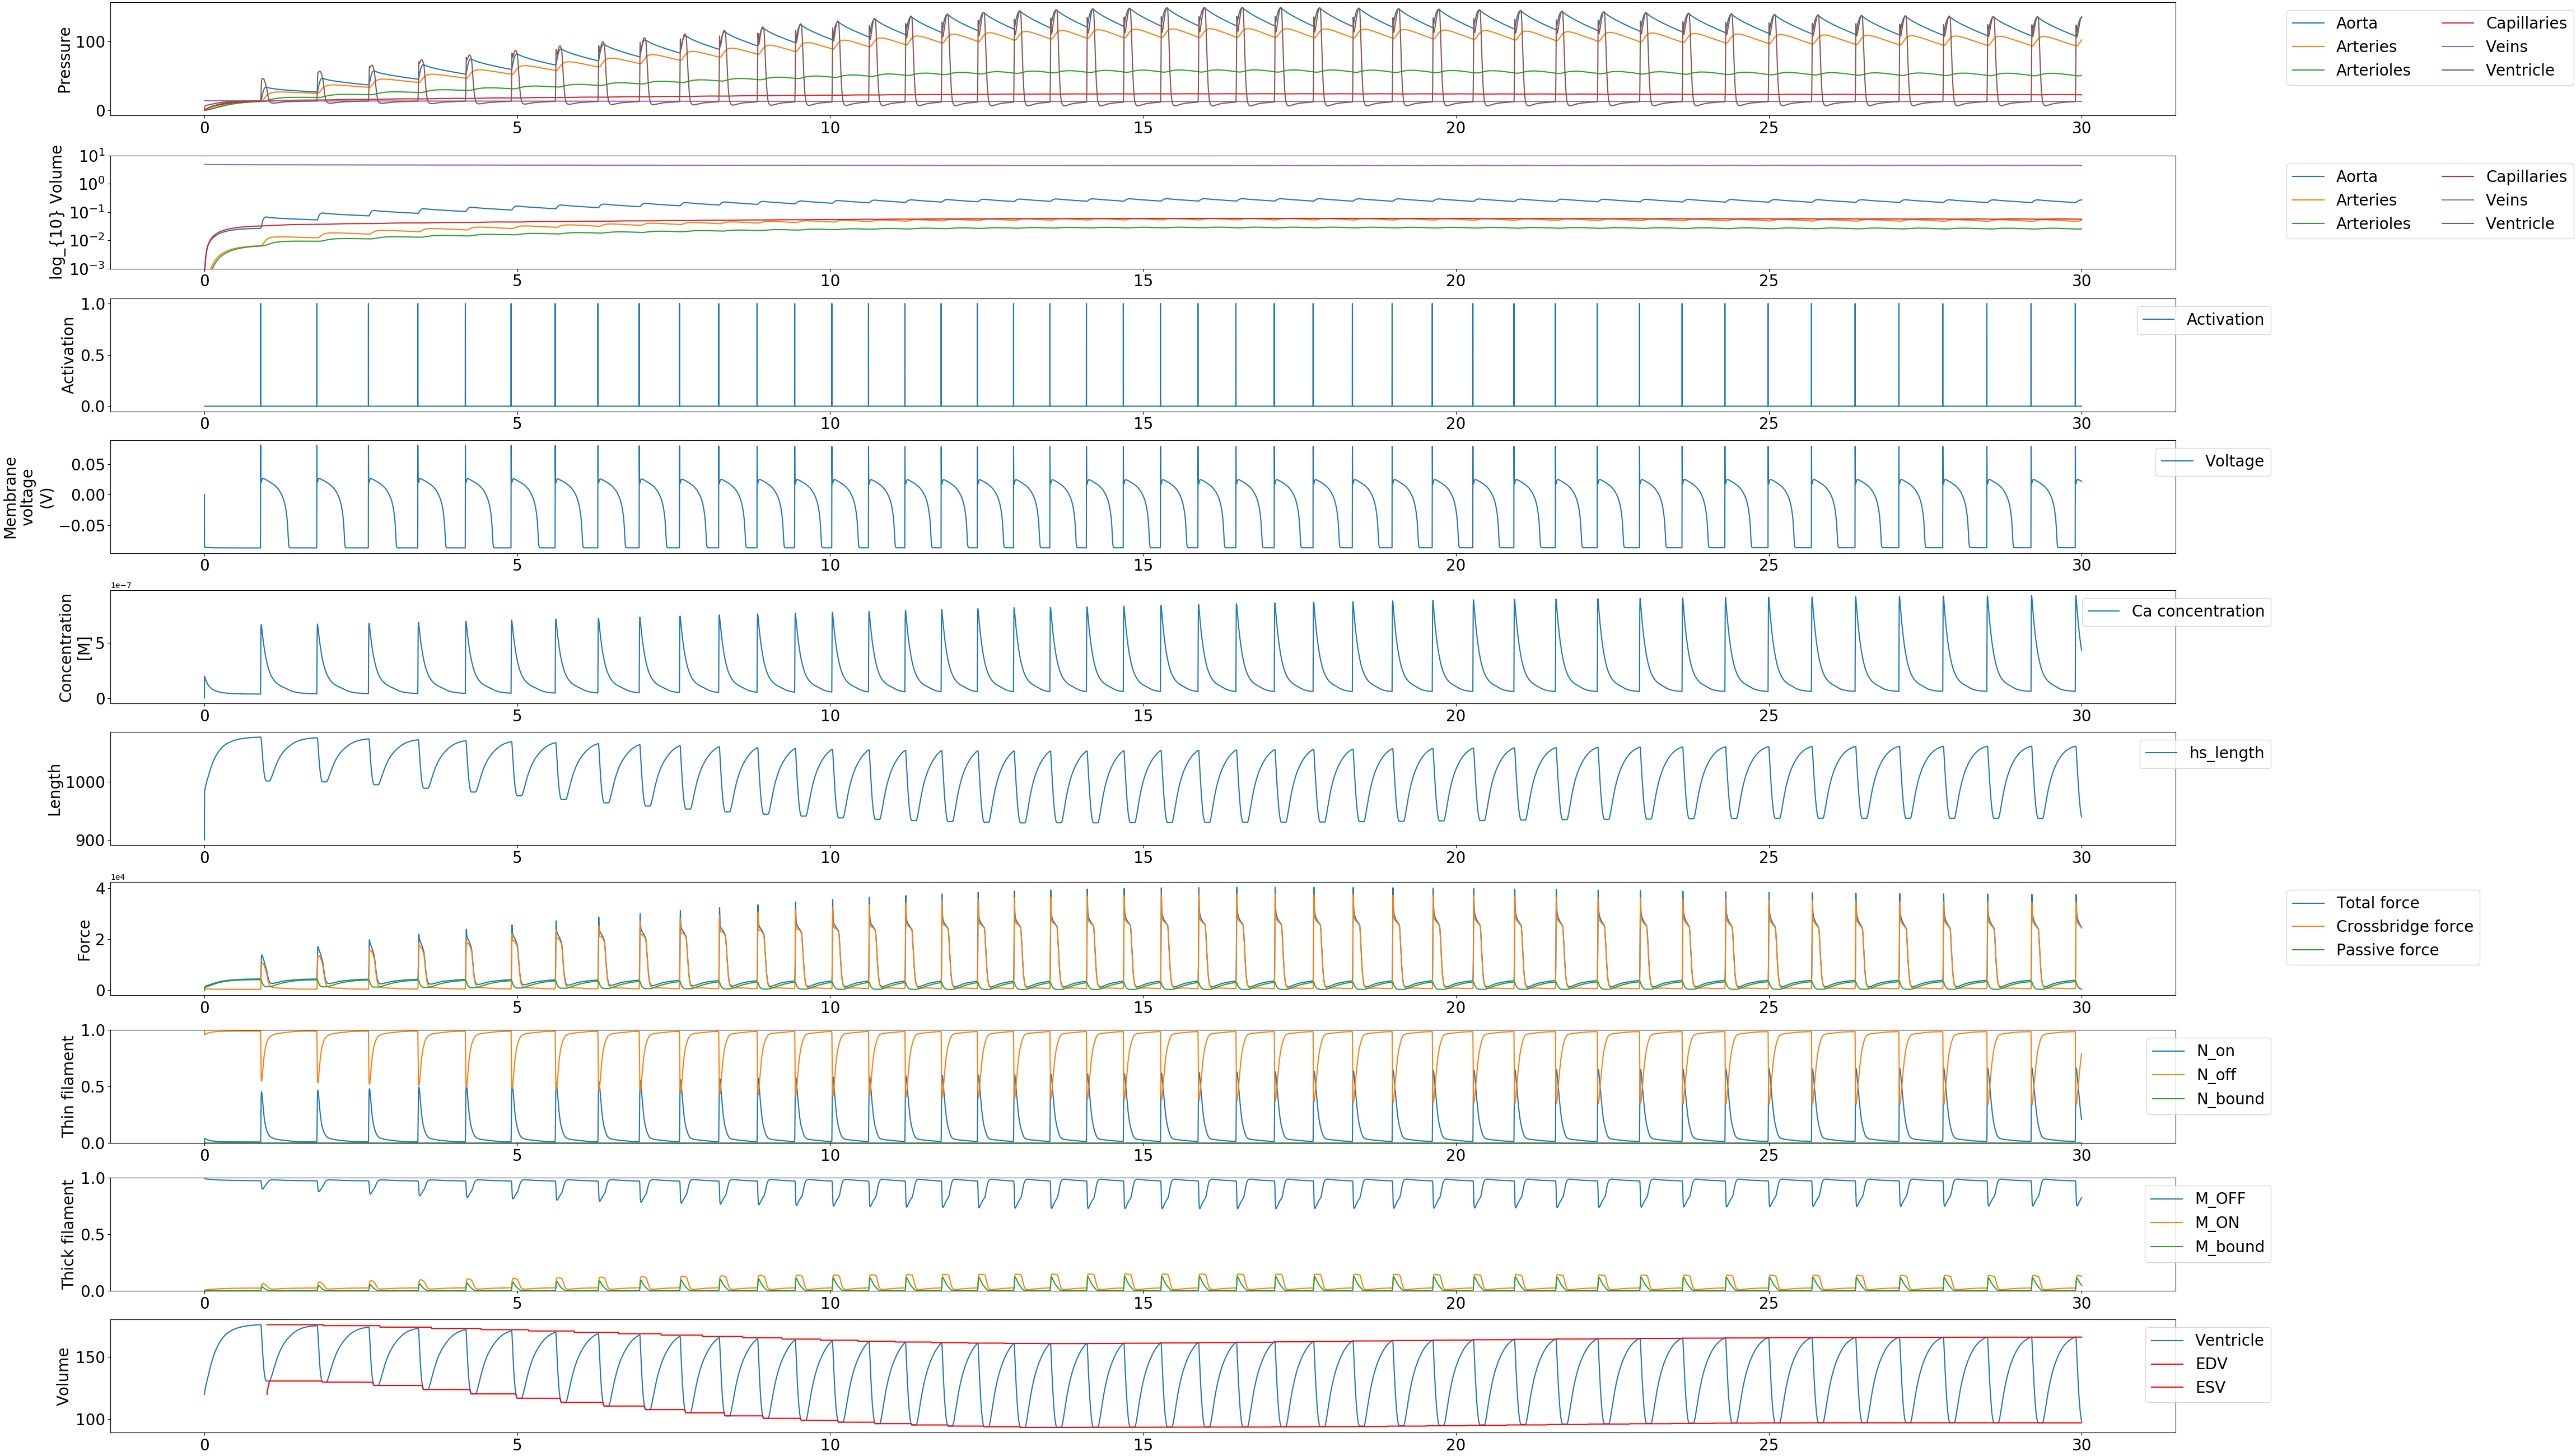 Pressure
100
0
0 5 10 15 20 25 30
Aorta Capillaries
Arteries Veins
Arterioles Ventricle
log_{10} Volume
10^1
10^0
10^−1
10^−2
10^−3
0 5 10 15 20 25 30
Aorta Capillaries
Arteries Veins
Arterioles Ventricle
Activation
1.0
0.5
0.0
0 5 10 15 20 25 30
Activation
Membrane
voltage
(V)
0.05
0.00
−0.05
0 5 10 15 20 25 30
Voltage
1e−7
Concentration
[M]
5
0
0 5 10 15 20 25 30
Ca concentration
Length
1000
900
0 5 10 15 20 25 30
hs_length
1e4
Force
4
2
0
0 5 10 15 20 25 30
Total force
Crossbridge force
Passive force
Thin filament
1.0
0.5
0.0
0 5 10 15 20 25 30
N_on
N_off
N_bound
Thick filament
1.0
0.5
0.0
0 5 10 15 20 25 30
M_OFF
M_ON
M_bound
Volume
150
100
0 5 10 15 20 25 30
Ventricle
EDV
ESV